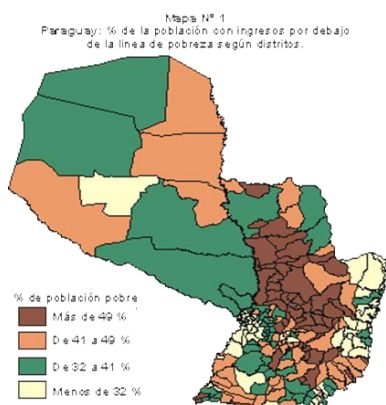 Mapa Nº 1
Paraguay: % de la población con ingresos por debajo
de la línea de pobreza según distritos.
% de población pobre
Más de 49 %
De 41 a 49 %
De 32 a 41 %
Menos de 32 %